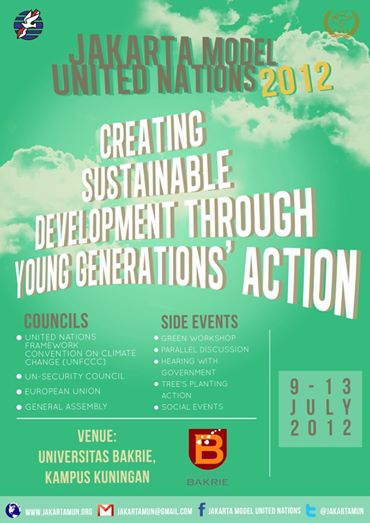 JAKARTA MODEL
UNITED NATIONS 2012
CREATING
SUSTAINABLE
DEVELOPMENT THROUGH
YOUNG GENERATIONS' ACTION
COUNCILS
UNITED NATIONS
FRAMEWORK
CONVENTION ON CLIMATE
CHANGE (UNFCCC)
UN-SECURITY COUNCIL
EUROPEAN UNION
GENERAL ASSEMBLY
SIDE EVENTS
GREEN WORKSHOP
PARALLEL DISCUSSION
HEARING WITH
GOVERNMENT
TREE'S PLANTING
ACTION
SOCIAL EVENTS
9 - 13
JULY
2012
VENUE:
UNIVERSITAS BAKRIE,
KAMPUS KUNINGAN
BAKRIE
WWW.JAKARTAMUN.ORG
JAKARTAMUN@GMAIL.COM
JAKARTA MODEL UNITED NATIONS
@JAKARTAMUN